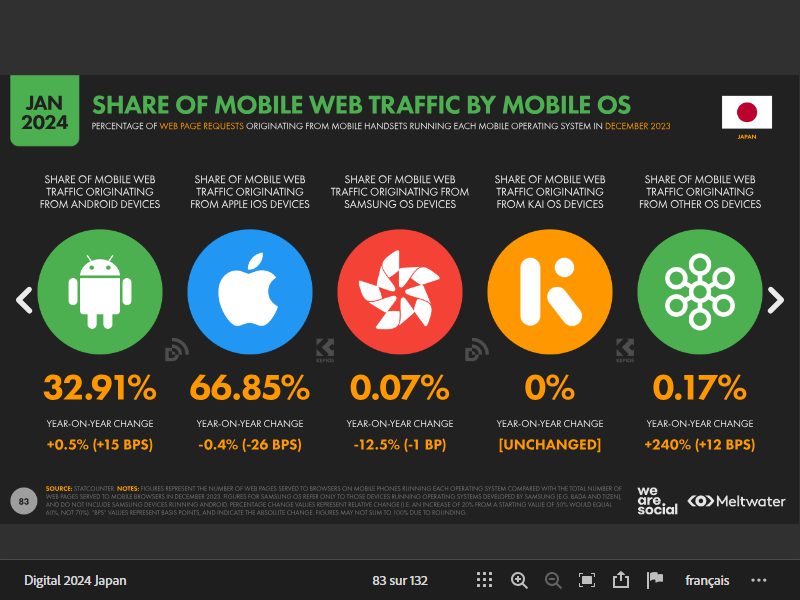 JAN
2024
SHARE OF MOBILE WEB TRAFFIC BY MOBILE OS
PERCENTAGE OF WEB PAGE REQUESTS ORIGINATING FROM MOBILE HANDSETS RUNNING EACH MOBILE OPERATING SYSTEM IN DECEMBER 2023
JAPAN
SHARE OF MOBILE WEB
TRAFFIC ORIGINATING
FROM ANDROID DEVICES
SHARE OF MOBILE WEB
TRAFFIC ORIGINATING
FROM APPLE IOS DEVICES
SHARE OF MOBILE WEB
TRAFFIC ORIGINATING FROM
SAMSUNG OS DEVICES
SHARE OF MOBILE WEB
TRAFFIC ORIGINATING
FROM KAI OS DEVICES
SHARE OF MOBILE WEB
TRAFFIC ORIGINATING
FROM OTHER OS DEVICES
KEPIOS
KEPIOS
32.91%
66.85%
0.07%
0%
0.17%
YEAR-ON-YEAR CHANGE
+0.5% (+15 BPS)
YEAR-ON-YEAR CHANGE
-0.4% (-26 BPS)
YEAR-ON-YEAR CHANGE
-12.5% (-1 BP)
YEAR-ON-YEAR CHANGE
[UNCHANGED]
YEAR-ON-YEAR CHANGE
+240% (+12 BPS)
83
SOURCE: STATCOUNTER. NOTES: FIGURES REPRESENT THE NUMBER OF WEB PAGES SERVED TO BROWSERS ON MOBILE PHONES RUNNING EACH OPERATING SYSTEM COMPARED WITH THE TOTAL NUMBER OF
WEB PAGES SERVED TO MOBILE BROWSERS IN DECEMBER 2023. FIGURES FOR SAMSUNG OS REFER ONLY TO THOSE DEVICES RUNNING OPERATING SYSTEMS DEVELOPED BY SAMSUNG (E.G. BADA AND TIZEN),
AND DO NOT INCLUDE SAMSUNG DEVICES RUNNING ANDROID. PERCENTAGE CHANGE VALUES REPRESENT RELATIVE CHANGE (I.E. AN INCREASE OF 20% FROM A STARTING VALUE OF 50% WOULD EQUAL
60%, NOT 70%). "BPS" VALUES REPRESENT BASIS POINTS, AND INDICATE THE ABSOLUTE CHANGE. FIGURES MAY NOT SUM TO 100% DUE TO ROUNDING.
we
are.
social
Meltwater
Digital 2024 Japan
83 sur 132
français